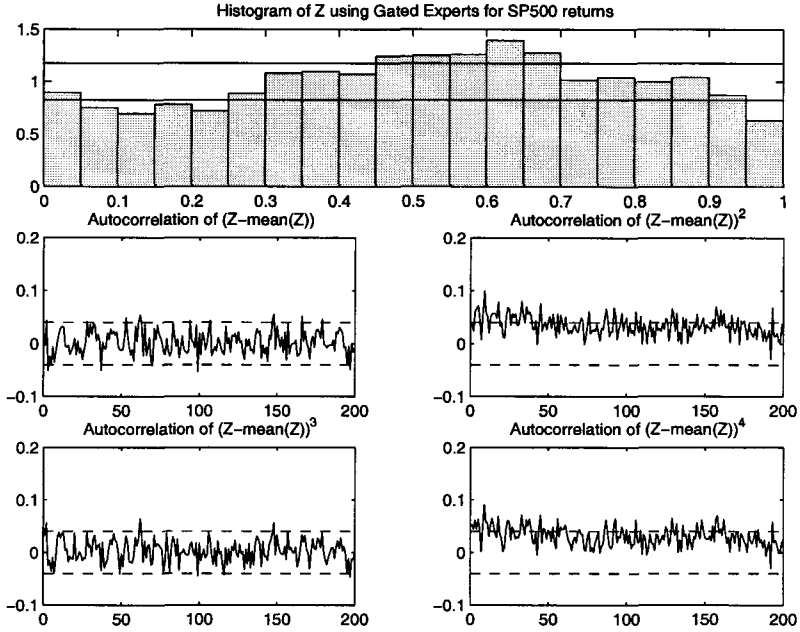 Histogram of Z using Gated Experts for SP500 returns
1.5
1
0.5
0
0 0.1 0.2 0.3 0.4 0.5 0.6 0.7 0.8 0.9 1
Autocorrelation of (Z−mean(Z))
0.2
0.1
0
−0.1
0 50 100 150 200
Autocorrelation of (Z−mean(Z))²
0.2
0.1
0
−0.1
0 50 100 150 200
Autocorrelation of (Z−mean(Z))³
0.2
0.1
0
−0.1
0 50 100 150 200
Autocorrelation of (Z−mean(Z))⁴
0.2
0.1
0
−0.1
0 50 100 150 200